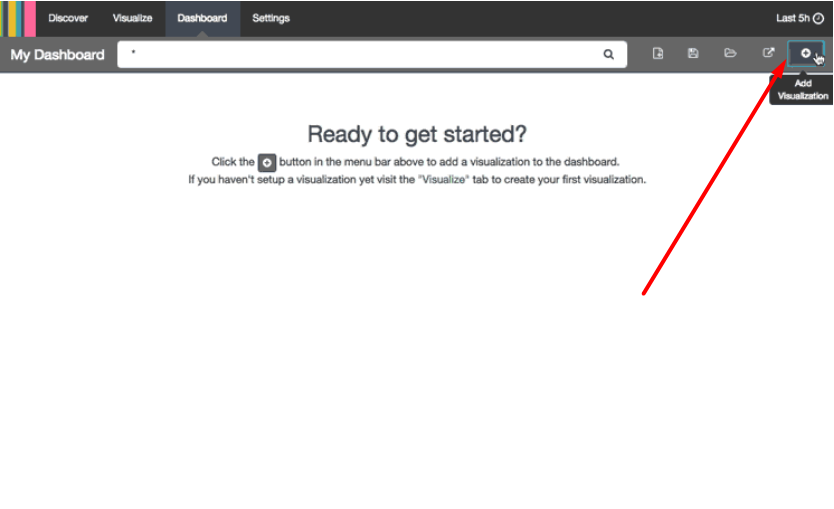 Discover Visualize Dashboard Settings Last 5h
My Dashboard *
Add
Visualization
Ready to get started?
Click the button in the menu bar above to add a visualization to the dashboard.
If you haven't setup a visualization yet visit the "Visualize" tab to create your first visualization.